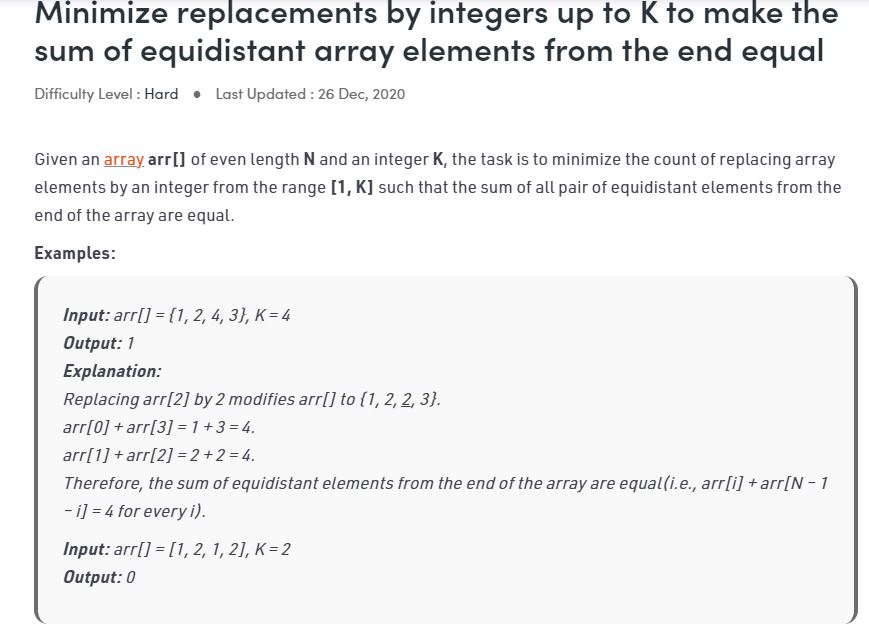 Minimize replacements by integers up to K to make the
sum of equidistant array elements from the end equal
Difficulty Level : Hard ● Last Updated : 26 Dec, 2020
Given an array arr[] of even length N and an integer K, the task is to minimize the count of replacing array
elements by an integer from the range [1, K] such that the sum of all pair of equidistant elements from the
end of the array are equal.
Examples:
Input: arr[] = {1, 2, 4, 3}, K = 4
Output: 1
Explanation:
Replacing arr[2] by 2 modifies arr[] to {1, 2, 2, 3}.
arr[0] + arr[3] = 1 + 3 = 4.
arr[1] + arr[2] = 2 + 2 = 4.
Therefore, the sum of equidistant elements from the end of the array are equal(i.e., arr[i] + arr[N – 1
– i] = 4 for every i).
Input: arr[] = [1, 2, 1, 2], K = 2
Output: 0